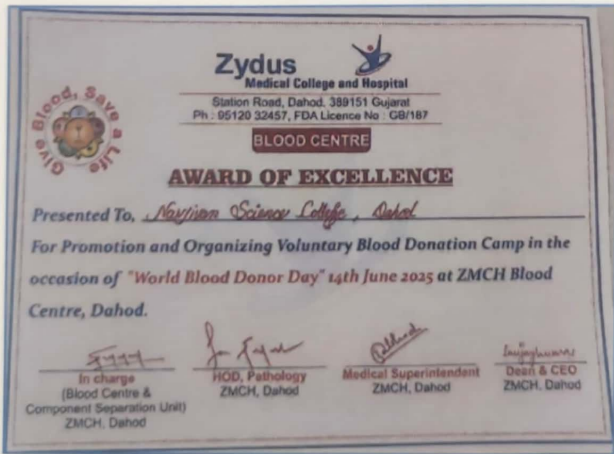 Zydus
Medical College and Hospital
Station Road, Dahod. 389151 Gujarat
Ph : 95120 32457, FDA Licence No : GB/187
Give Blood, Save a Life
BLOOD CENTRE
AWARD OF EXCELLENCE
Presented To, Navjivan Science College, Dahod
For Promotion and Organizing Voluntary Blood Donation Camp in the
occasion of "World Blood Donor Day" 14th June 2025 at ZMCH Blood
Centre, Dahod.
In charge
(Blood Centre &
Component Separation Unit)
ZMCH. Dahod
HOD, Pathology
ZMCH, Dahod
Medical Superintendent
ZMCH, Dahod
Dean & CEO
ZMCH. Dahod